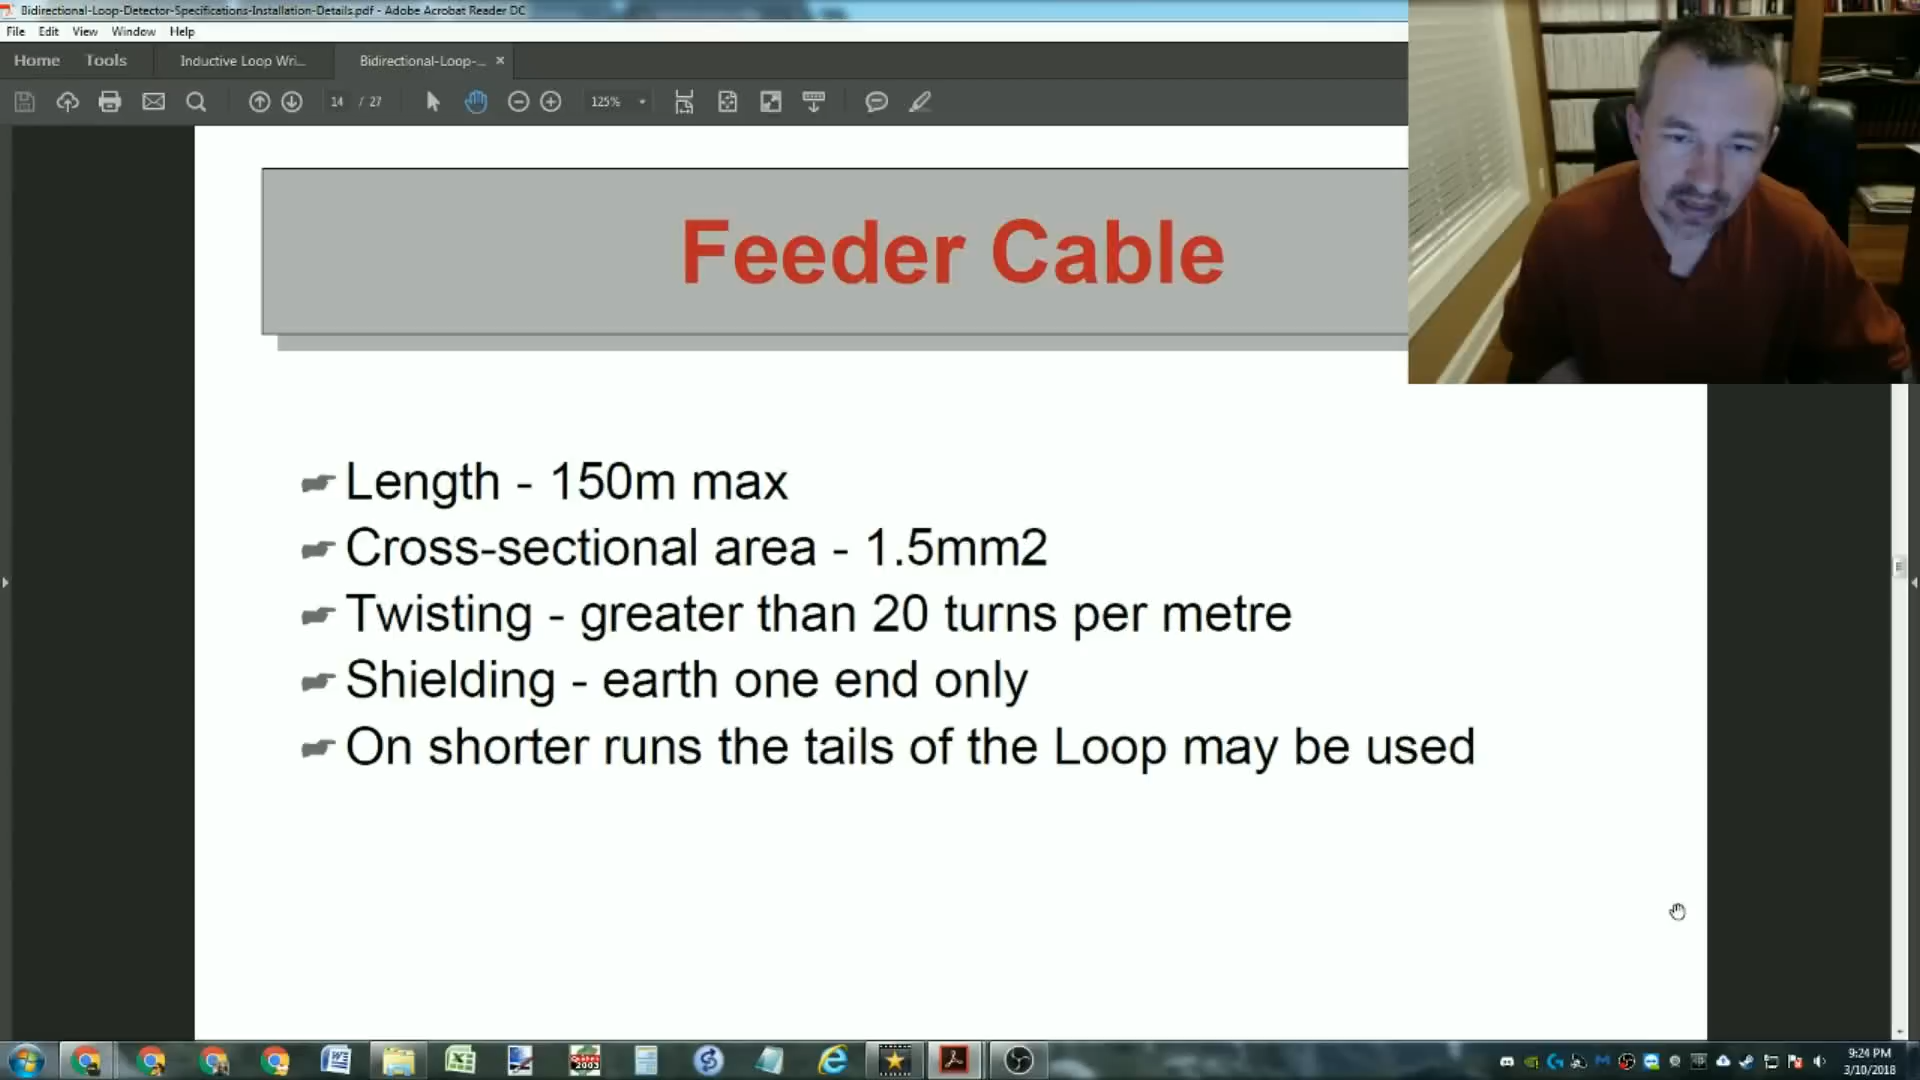 Bidirectional-Loop-Detector-Specifications-Installation-Details.pdf - Adobe Acrobat Reader DC
File Edit View Window Help
Home Tools Inductive Loop Wri... Bidirectional-Loop-... ×
14 / 27 125%
Feeder Cable
Length - 150m max
Cross-sectional area - 1.5mm2
Twisting - greater than 20 turns per metre
Shielding - earth one end only
On shorter runs the tails of the Loop may be used
9:24 PM
3/10/2018